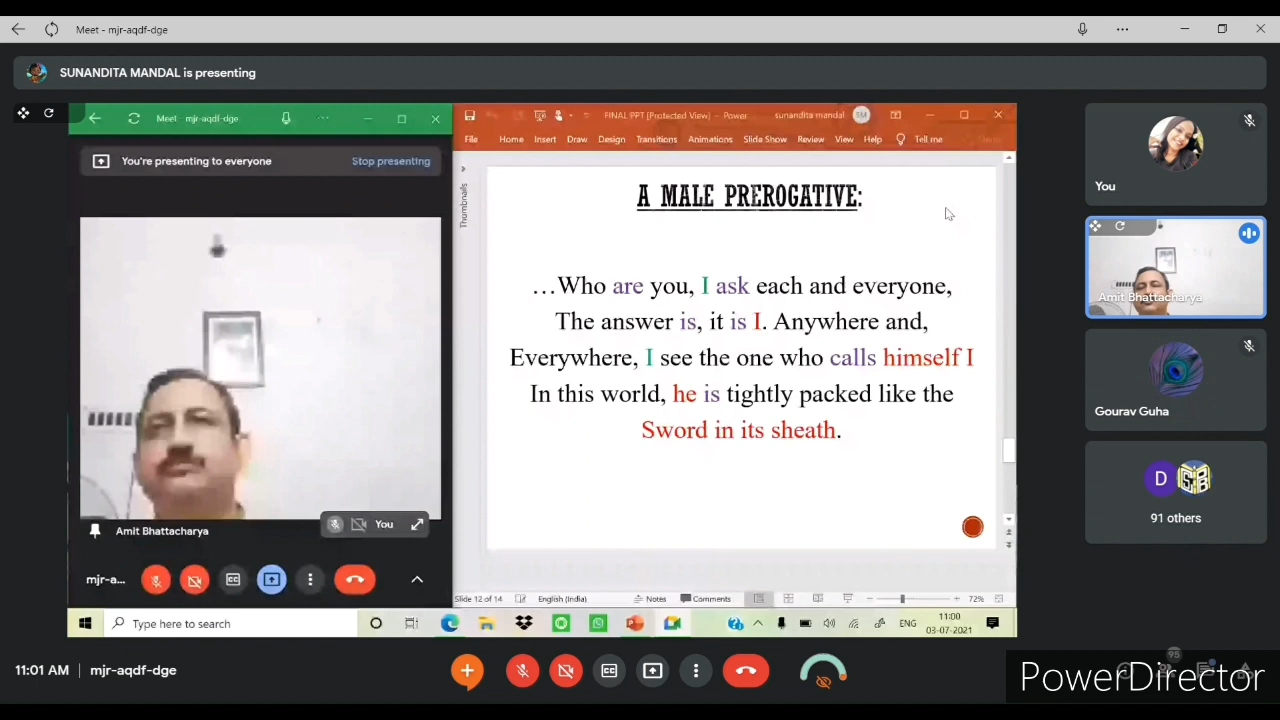 Meet - mjr-aqdf-dge
SUNANDITA MANDAL is presenting
Meet mjr-aqdf-dge
You're presenting to everyone
Stop presenting
FINAL PPT [Protected View] - Power...
sunandita mandal
SM
File Home Insert Draw Design Transitions Animations Slide Show Review View Help Tell me
Thumbnails
A MALE PREROGATIVE:
…Who are you, I ask each and everyone,
The answer is, it is I. Anywhere and,
Everywhere, I see the one who calls himself I
In this world, he is tightly packed like the
Sword in its sheath.
Amit Bhattacharya
You
mjr-a...
Slide 12 of 14
English (India)
Notes
Comments
72%
Type here to search
ENG
11:00
03-07-2021
You
Amit Bhattacharya
Gourav Guha
D
91 others
11:01 AM
mjr-aqdf-dge
95
PowerDirector